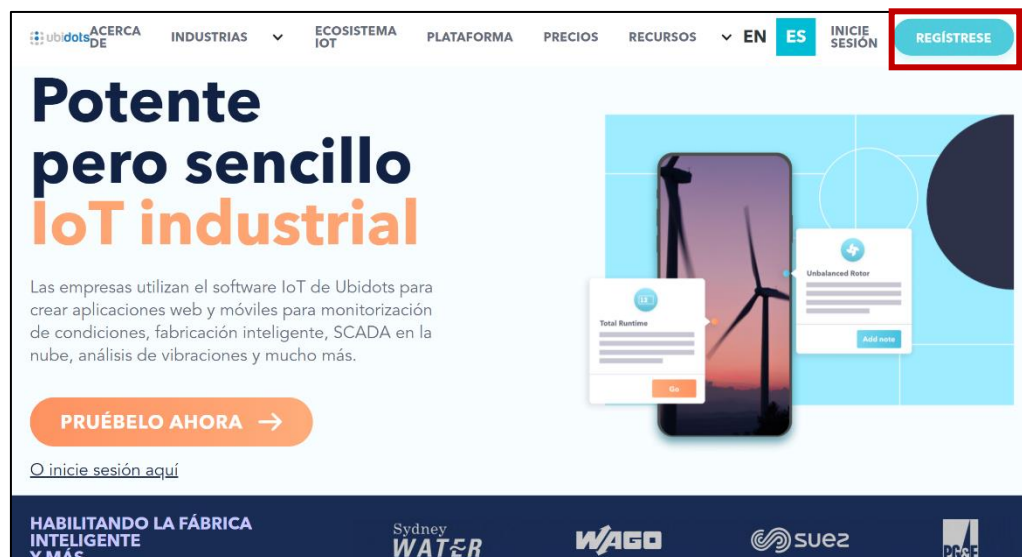 ubidots
ACERCA
DE
INDUSTRIAS
ECOSISTEMA
IOT
PLATAFORMA
PRECIOS
RECURSOS
EN
ES
INICIE
SESIÓN
REGÍSTRESE
Potente
pero sencillo
IoT industrial
Las empresas utilizan el software IoT de Ubidots para
crear aplicaciones web y móviles para monitorización
de condiciones, fabricación inteligente, SCADA en la
nube, análisis de vibraciones y mucho más.
PRUÉBELO AHORA
O inicie sesión aquí
Unbalanced Rotor
Add note
Total Runtime
Go
HABILITANDO LA FÁBRICA
INTELIGENTE
Y MÁS
Sydney
WATER
WAGO
suez
PG&E